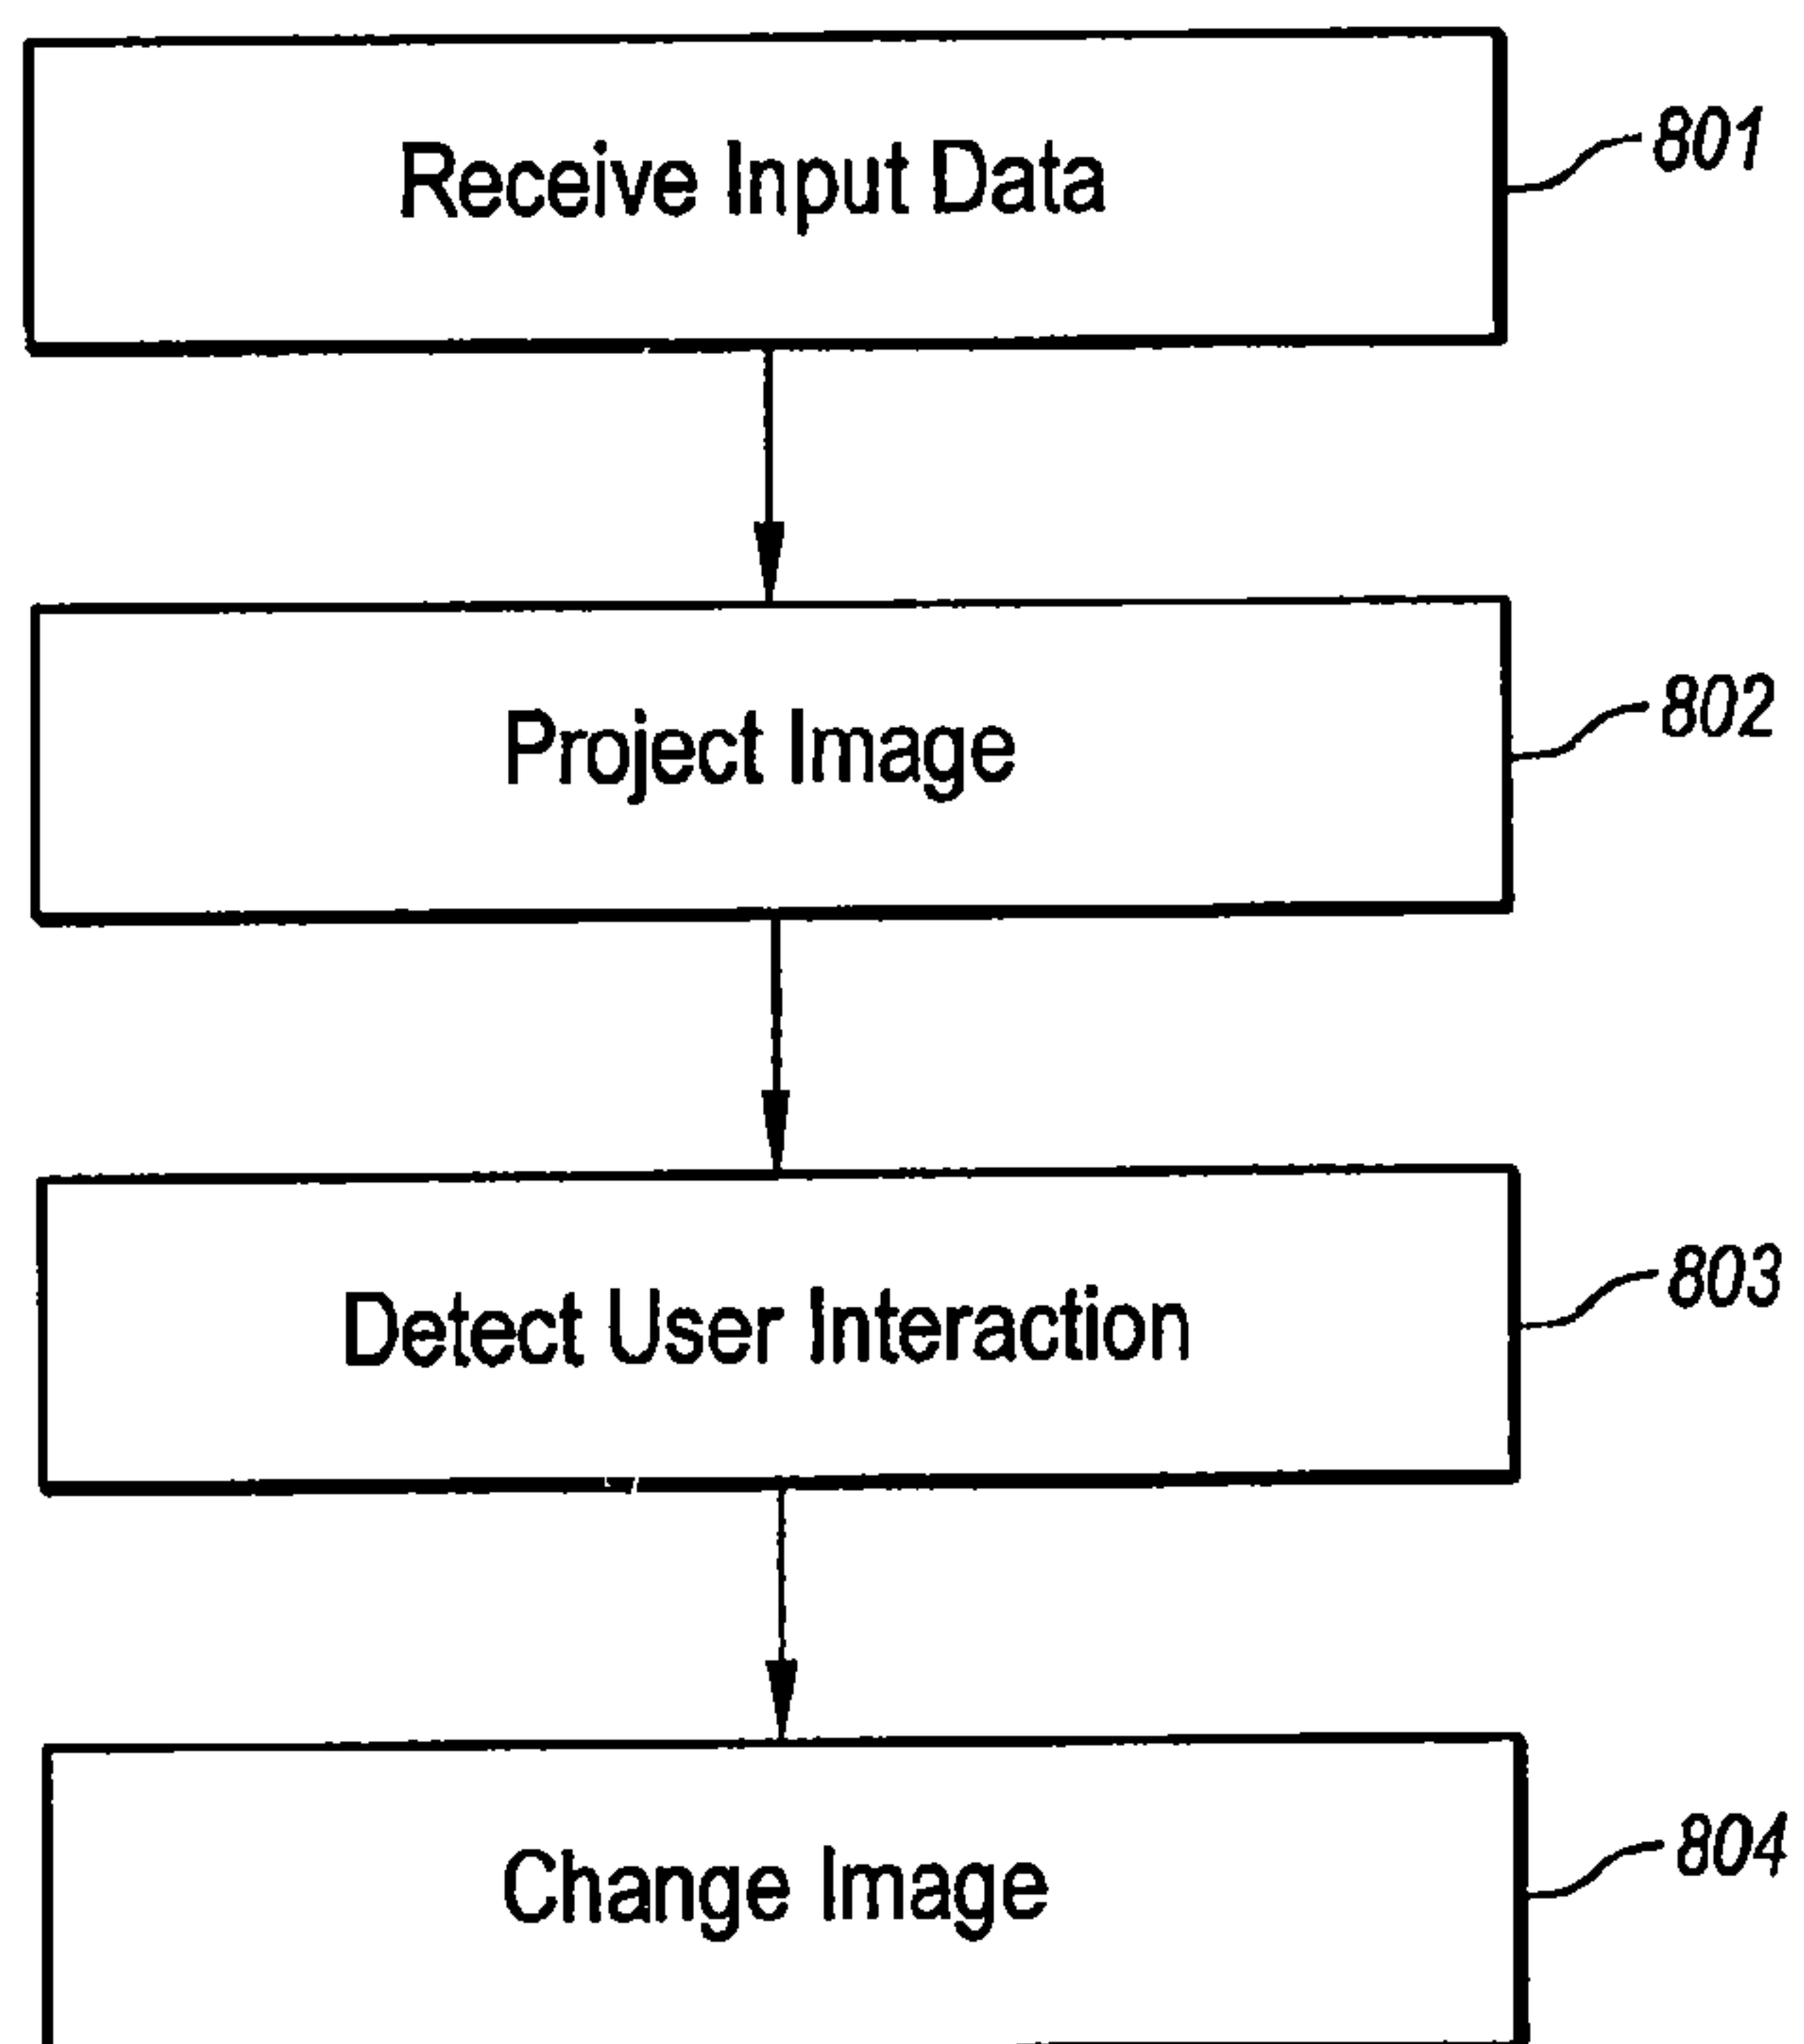 Receive Input Data
801
Project Image
802
Detect User Interaction
803
Change Image
804